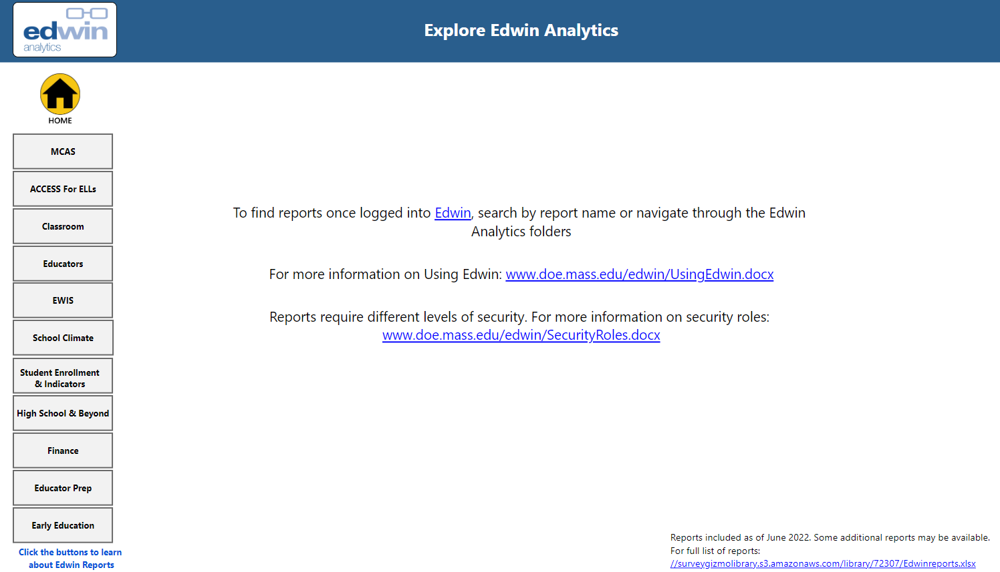 edwin
analytics
Explore Edwin Analytics
HOME
MCAS
ACCESS For ELLs
Classroom
Educators
EWIS
School Climate
Student Enrollment
& Indicators
High School & Beyond
Finance
Educator Prep
Early Education
Click the buttons to learn
about Edwin Reports
To find reports once logged into Edwin, search by report name or navigate through the Edwin
Analytics folders
For more information on Using Edwin: www.doe.mass.edu/edwin/UsingEdwin.docx
Reports require different levels of security. For more information on security roles:
www.doe.mass.edu/edwin/SecurityRoles.docx
Reports included as of June 2022. Some additional reports may be available.
For full list of reports:
//surveygizmolibrary.s3.amazonaws.com/library/72307/Edwinreports.xlsx